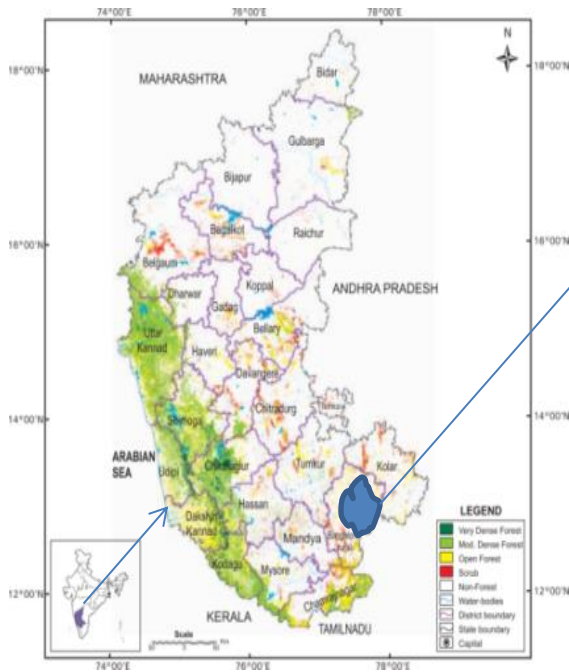 74°00'E 76°00'E 78°00'E
N
18°00'N 18°00'N
MAHARASHTRA
Bidar
Gulbarga
Bijapur
16°00'N 16°00'N
Bagalkot
Raichur
Belgaum
Dharwar
Koppal
Gadag
ANDHRA PRADESH
Uttar
Kannad
Bellary
Haveri
Davangere
14°00'N 14°00'N
Chitradurg
Shimoga
ARABIAN
SEA
Tumkur
Kolar
Udpi
Chikmaglur
Hassan
LEGEND
Very Dense Forest
Mod. Dense Forest
Open Forest
Scrub
Non-Forest
Water-bodies
District boundary
State boundary
Capital
Dakshin
Kannad
Mandya
Kodagu
Mysore
12°00'N 12°00'N
Chamrajnagar
KERALA
TAMILNADU
Scale
74°00'E 76°00'E 78°00'E